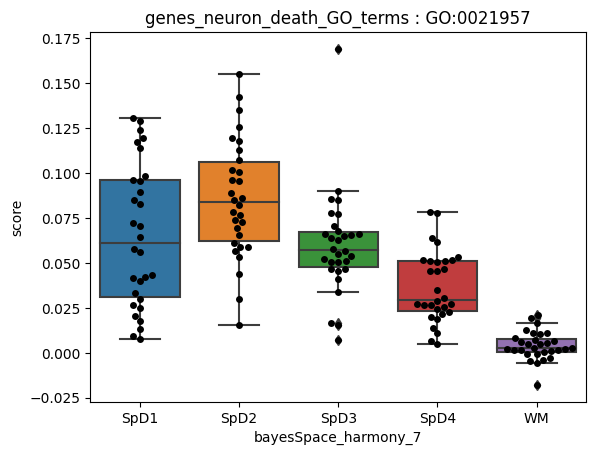 genes_neuron_death_GO_terms : GO:0021957
0.175
0.150
0.125
0.100
0.075
0.050
0.025
0.000
−0.025
score
SpD1 SpD2 SpD3 SpD4 WM
bayesSpace_harmony_7